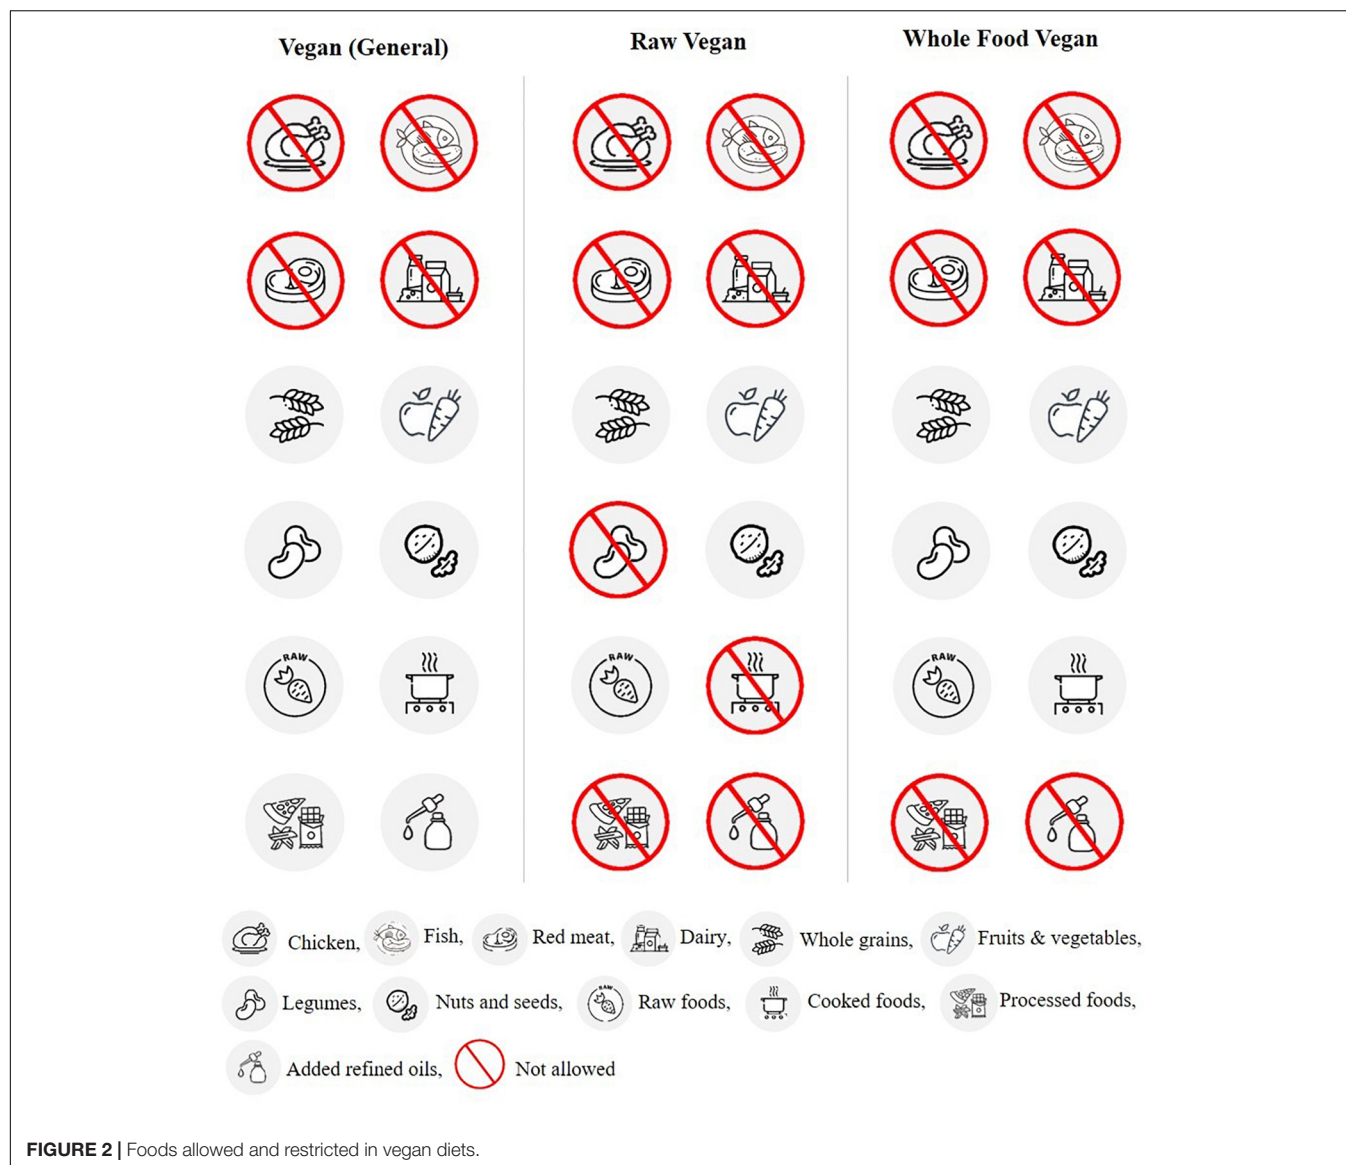 Vegan (General)
Raw Vegan
Whole Food Vegan
RAW
RAW
RAW
Chicken,
Fish,
Red meat,
Dairy,
Whole grains,
Fruits & vegetables,
Legumes,
Nuts and seeds,
RAW
Raw foods,
Cooked foods,
Processed foods,
Added refined oils,
Not allowed
FIGURE 2 | Foods allowed and restricted in vegan diets.